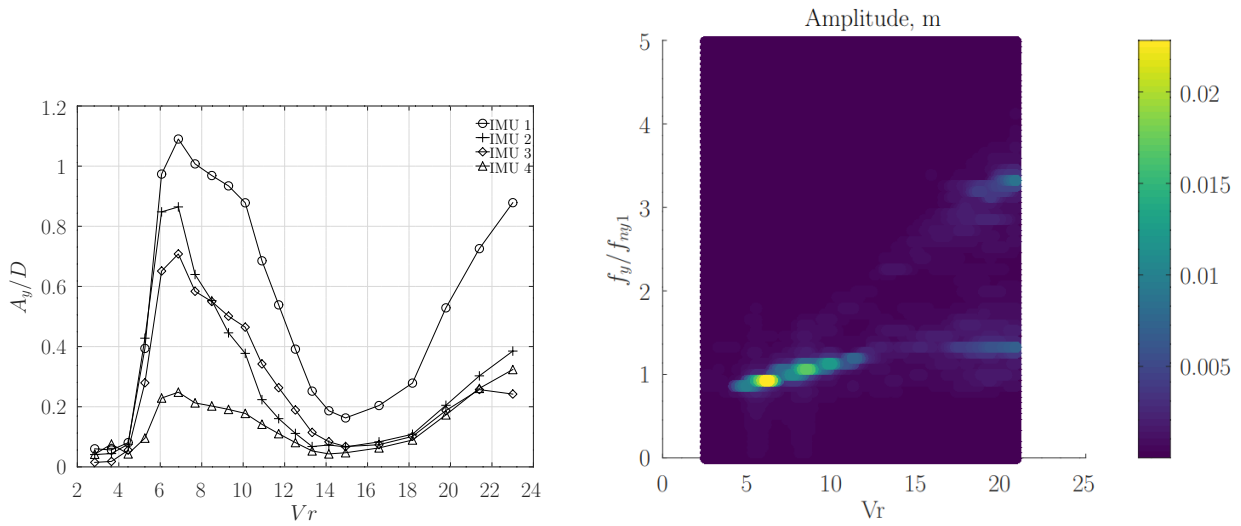 1.2
1
0.8
0.6
0.4
0.2
0
A_y/D
2 4 6 8 10 12 14 16 18 20 22 24
Vr
IMU 1
IMU 2
IMU 3
IMU 4
Amplitude, m
5
4
3
2
1
0
f_y/f_{ny1}
0 5 10 15 20 25
Vr
0.02
0.015
0.01
0.005